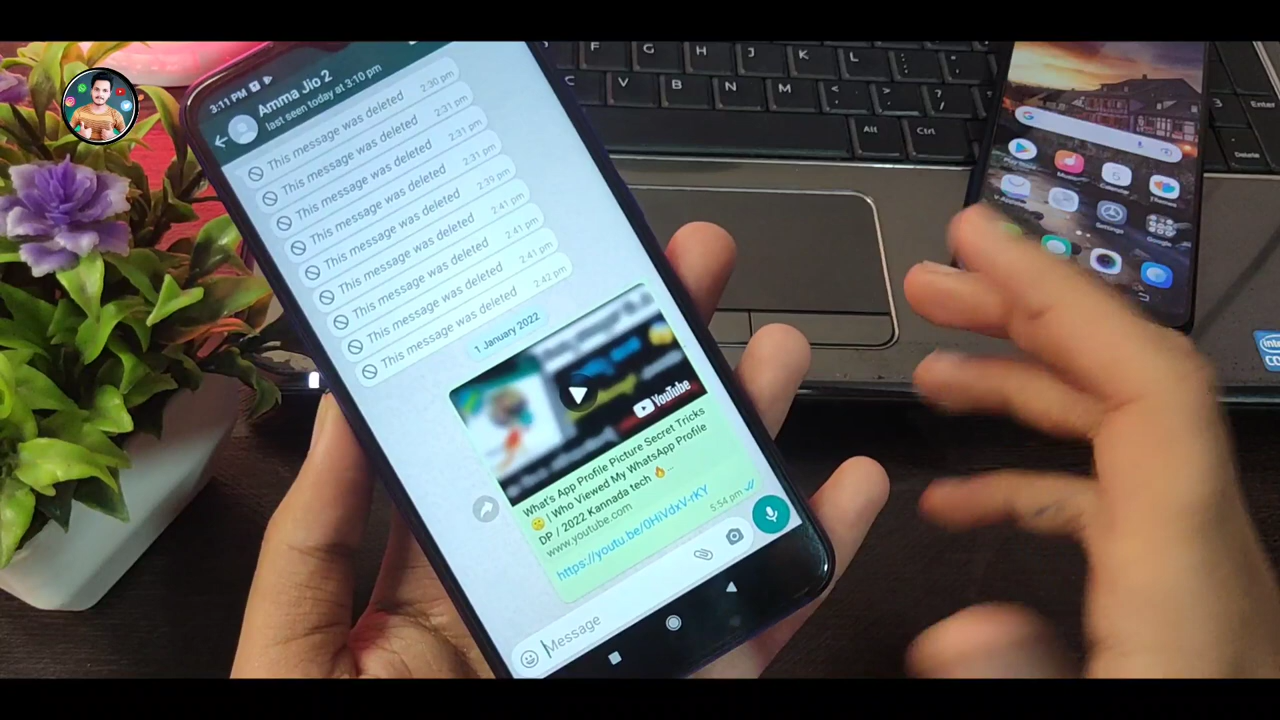 3:11 PM
Amma Jio 2
last seen today at 3:10 pm
This message was deleted 2:30 pm
This message was deleted 2:31 pm
This message was deleted 2:31 pm
This message was deleted 2:31 pm
This message was deleted 2:39 pm
This message was deleted 2:41 pm
This message was deleted 2:41 pm
This message was deleted 2:41 pm
This message was deleted 2:42 pm
1 January 2022
YouTube
What's App Profile Picture Secret Tricks
🤫 | Who Viewed My WhatsApp Profile
DP / 2022 Kannada tech 🔥...
www.youtube.com
https://youtu.be/0HiVdxV-rKY
5:54 pm
Message
F G H J K L
C V B N M < > ? /
Alt Ctrl
Enter
Delete
Settings
Google
intel